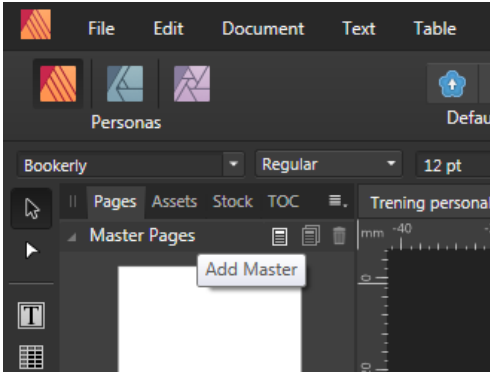 File Edit Document Text Table
Personas Defau
Bookerly Regular 12 pt
Pages Assets Stock TOC Trening personal
Master Pages mm -40
Add Master
0
T